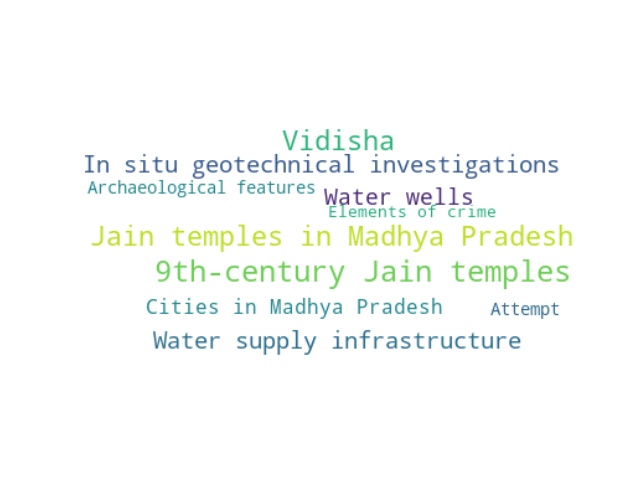 Vidisha
In situ geotechnical investigations
Archaeological features
Water wells
Elements of crime
Jain temples in Madhya Pradesh
9th-century Jain temples
Cities in Madhya Pradesh
Attempt
Water supply infrastructure